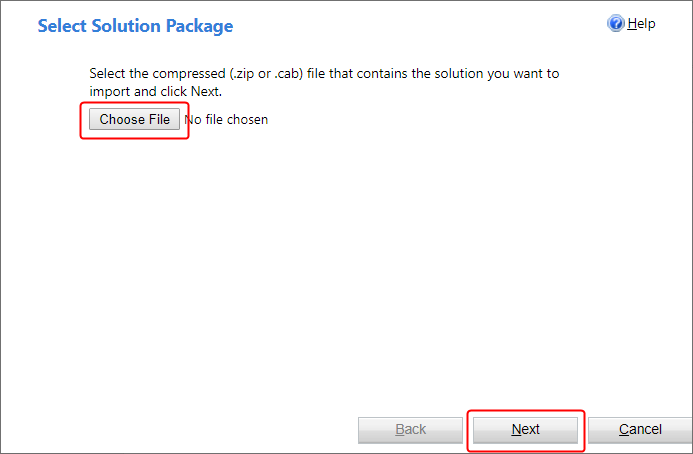 Select Solution Package
Help
Select the compressed (.zip or .cab) file that contains the solution you want to
import and click Next.
Choose File No file chosen
Back Next Cancel